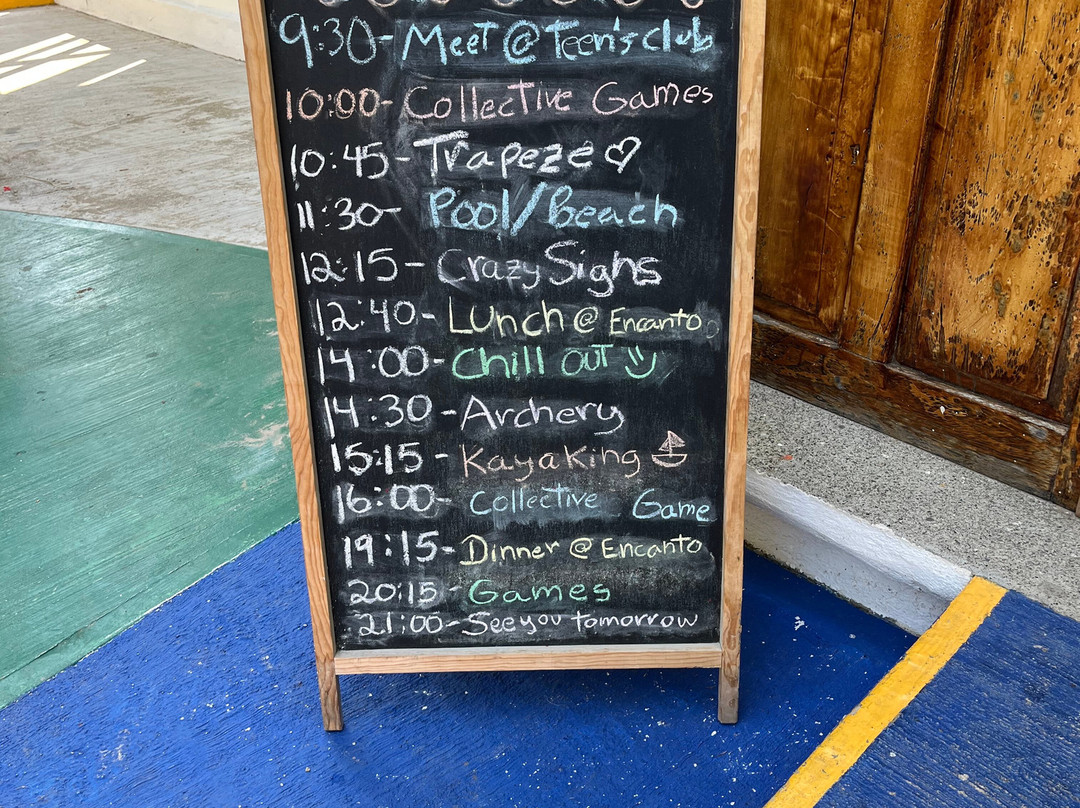 9:30- Meet @ Teen's club
10:00- Collective Games
10:45- Trapeze ♡
11:30- Pool/Beach
12:15- Crazy Signs
12:40- Lunch @ Encanto
14:00- Chill OUT
14:30- Archery
15:15- Kayaking
16:00- Collective Game
19:15- Dinner @ Encanto
20:15- Games
21:00- See you tomorrow